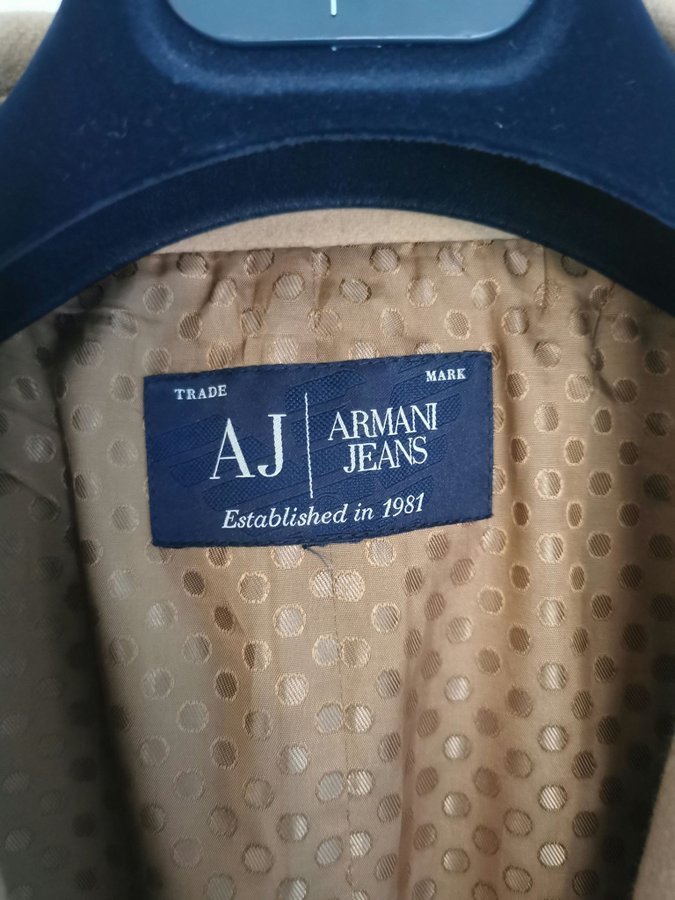 TRADE MARK
AJ
ARMANI
JEANS
Established in 1981